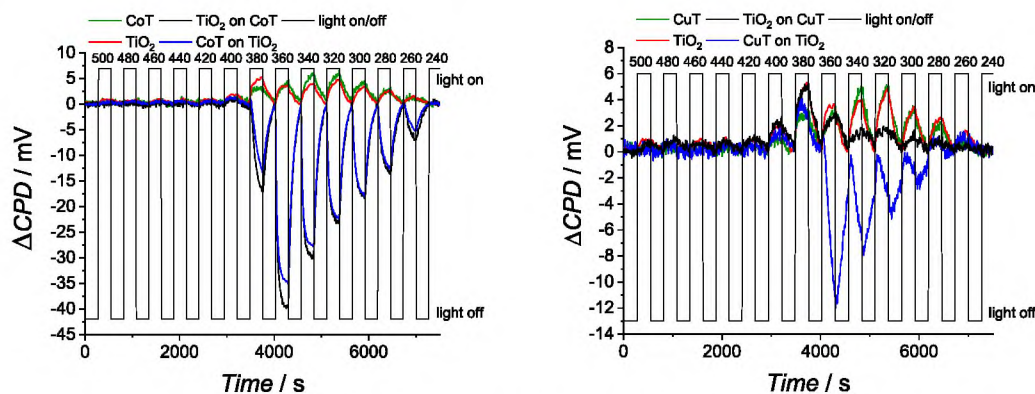 CoT TiO₂ on CoT light on/off
TiO₂ CoT on TiO₂
10
5
0
-5
-10
-15
-20
-25
-30
-35
-40
-45
ΔCPD / mV
500 480 460 440 420 400 380 360 340 320 300 280 260 240
light on
light off
0 2000 4000 6000
Time / s
CuT TiO₂ on CuT light on/off
TiO₂ CuT on TiO₂
10
8
6
4
2
0
-2
-4
-6
-8
-10
-12
-14
ΔCPD / mV
500 480 460 440 420 400 380 360 340 320 300 280 260 240
light on
light off
0 2000 4000 6000
Time / s